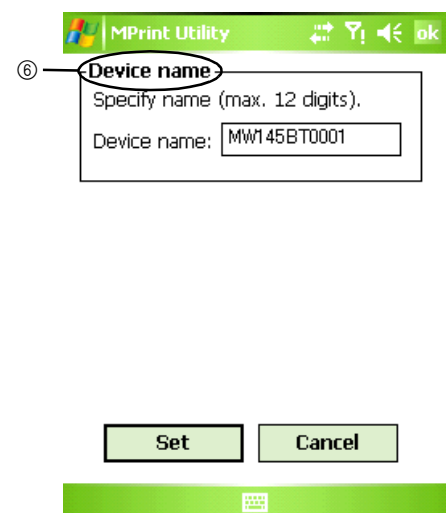 MPrint Utility ok
⑥ Device name
Specify name (max. 12 digits).
Device name: MW145BT0001
Set Cancel